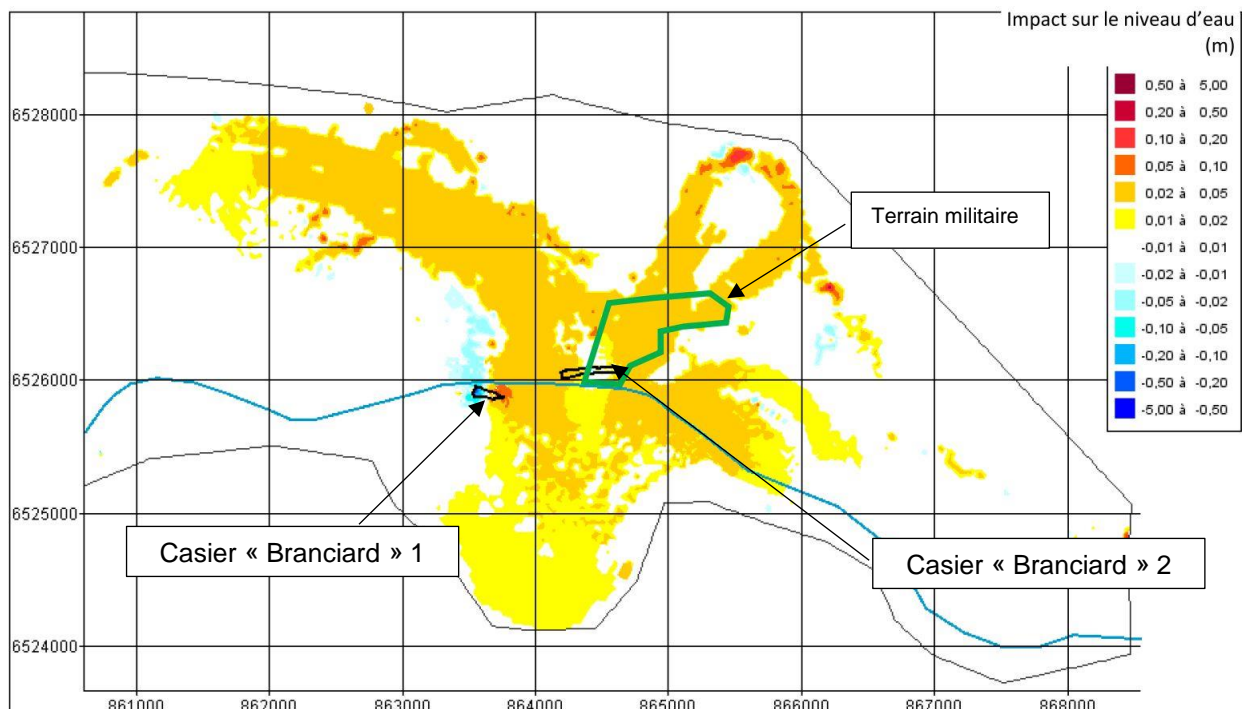 Impact sur le niveau d'eau
(m)
0,50 à 5,00
0,20 à 0,50
0,10 à 0,20
0,05 à 0,10
0,02 à 0,05
0,01 à 0,02
-0,01 à 0,01
-0,02 à -0,01
-0,05 à -0,02
-0,10 à -0,05
-0,20 à -0,10
-0,50 à -0,20
-5,00 à -0,50
6528000
6527000
6526000
6525000
6524000
Terrain militaire
Casier « Branciard » 1
Casier « Branciard » 2
861000 862000 863000 864000 865000 866000 867000 868000